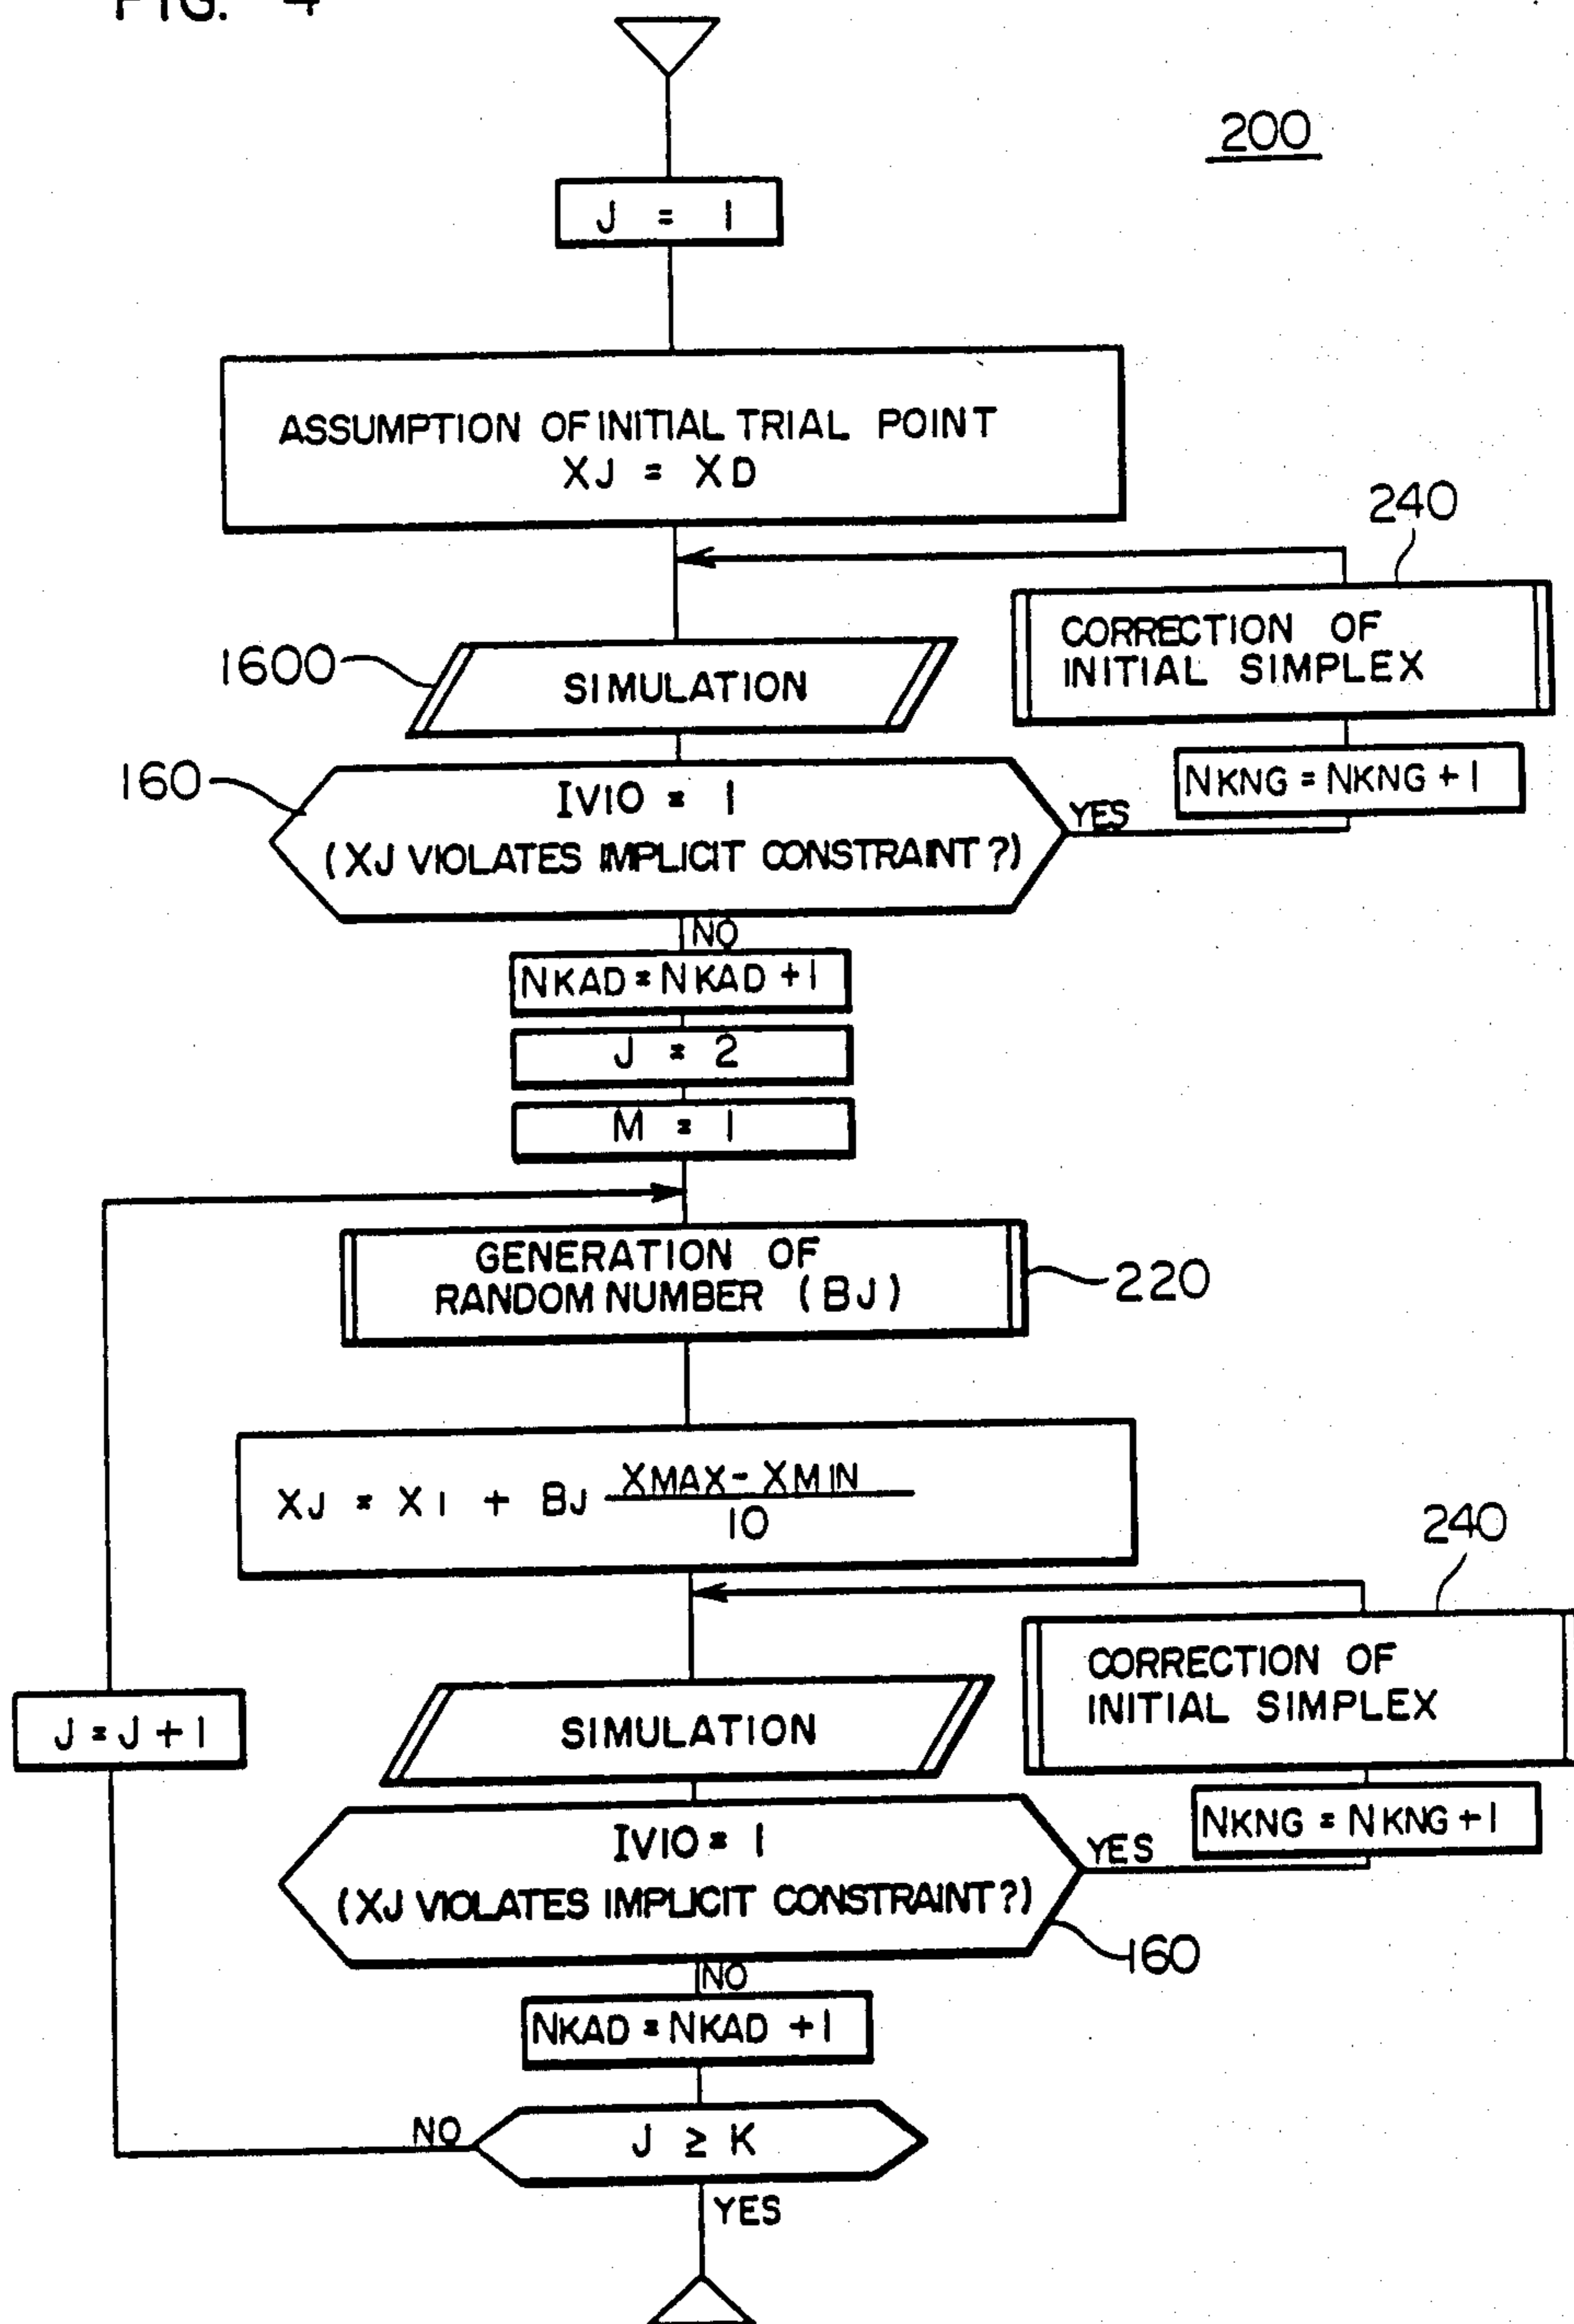 FIG. 4
200
J = 1
ASSUMPTION OF INITIAL TRIAL POINT
XJ = XD
240
CORRECTION OF
INITIAL SIMPLEX
1600
SIMULATION
NKNG = NKNG + 1
160
IVIO = 1
YES
(XJ VIOLATES IMPLICIT CONSTRAINT?)
NO
NKAD = NKAD + 1
J = 2
M = 1
GENERATION OF
RANDOM NUMBER (BJ)
220
XJ = X1 + BJ (XMAX - XMIN)/10
240
CORRECTION OF
INITIAL SIMPLEX
J = J + 1
SIMULATION
NKNG = NKNG + 1
IVIO = 1
YES
(XJ VIOLATES IMPLICIT CONSTRAINT?)
160
NO
NKAD = NKAD + 1
NO
J ≥ K
YES